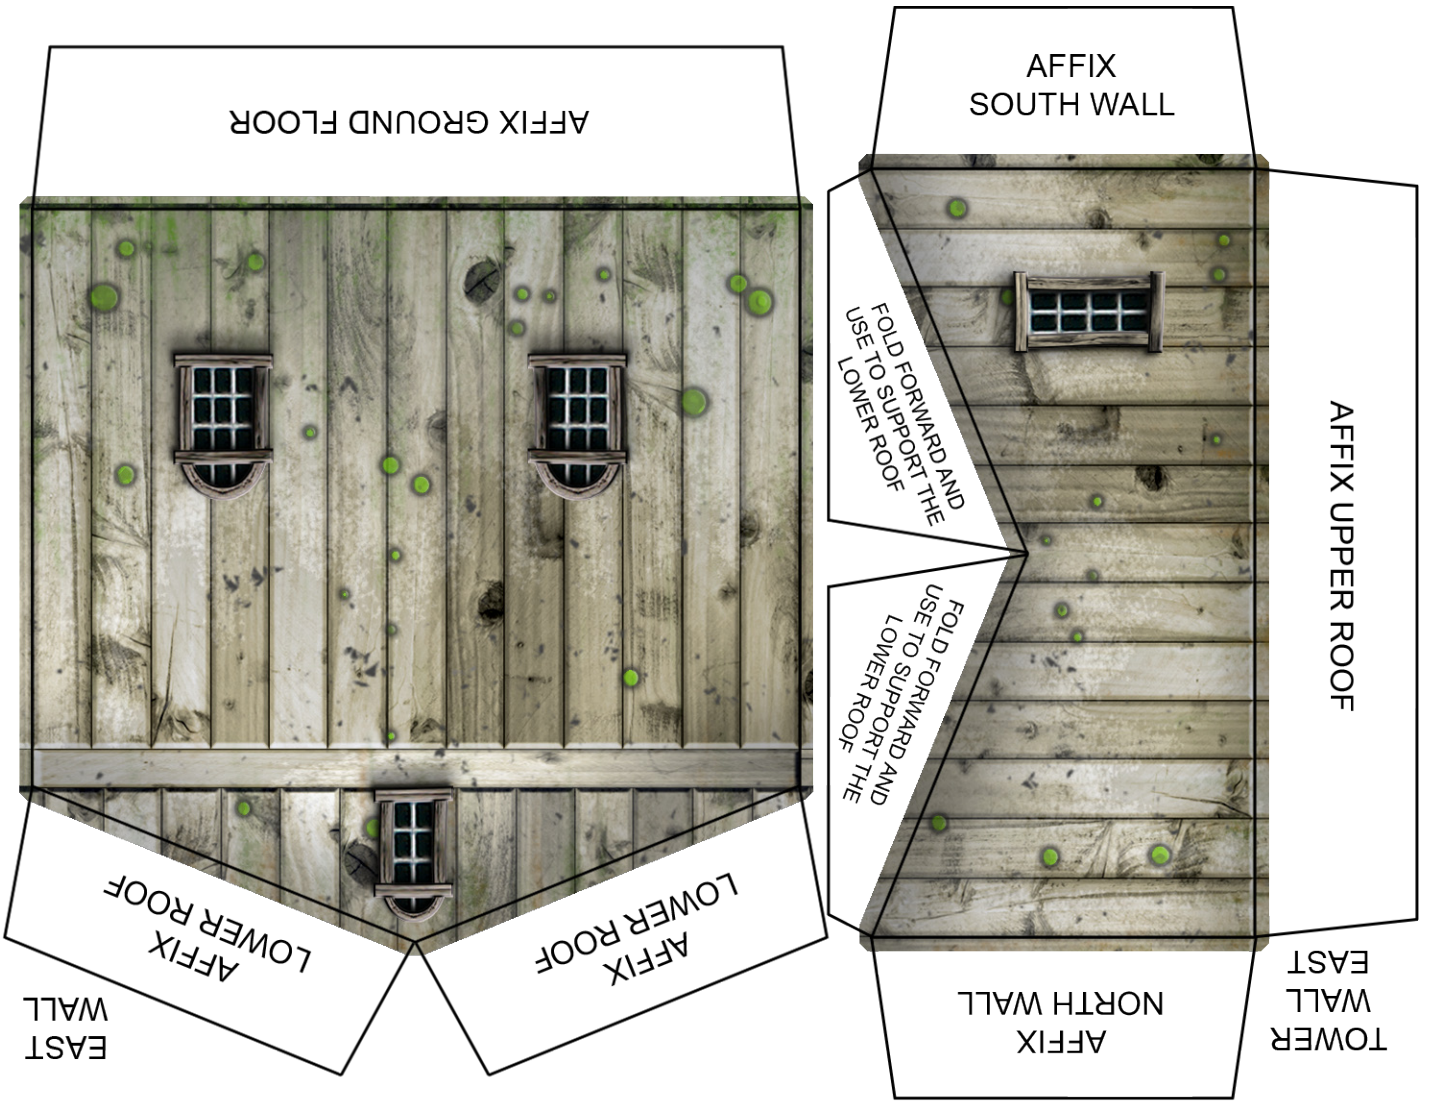 AFFIX GROUND FLOOR
AFFIX
LOWER ROOF
AFFIX
LOWER ROOF
EAST
WALL
AFFIX
SOUTH WALL
FOLD FORWARD AND
USE TO SUPPORT THE
LOWER ROOF
FOLD FORWARD AND
USE TO SUPPORT THE
LOWER ROOF
AFFIX UPPER ROOF
AFFIX
NORTH WALL
TOWER
WALL
EAST